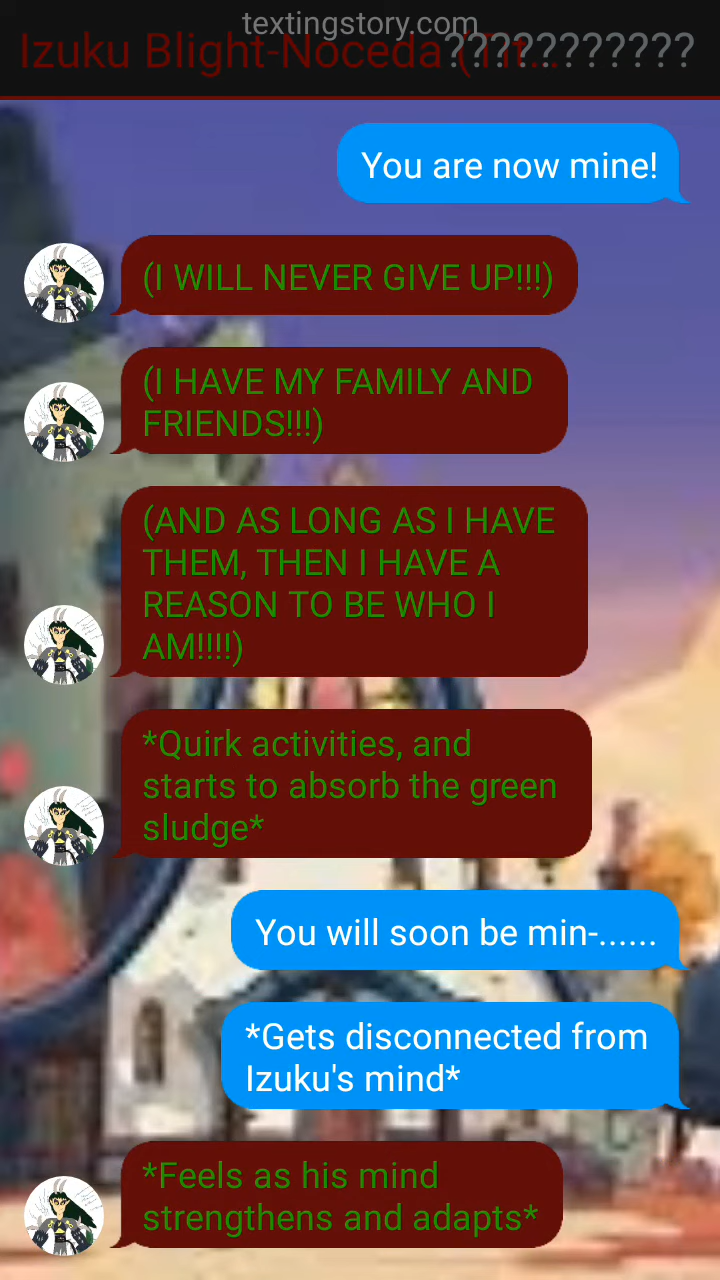 textingstory.com
Izuku Blight-Noceda (Tit...
???????????
You are now mine!
(I WILL NEVER GIVE UP!!!)
(I HAVE MY FAMILY AND
FRIENDS!!!)
(AND AS LONG AS I HAVE
THEM, THEN I HAVE A
REASON TO BE WHO I
AM!!!!)
*Quirk activities, and
starts to absorb the green
sludge*
You will soon be min-......
*Gets disconnected from
Izuku's mind*
*Feels as his mind
strengthens and adapts*